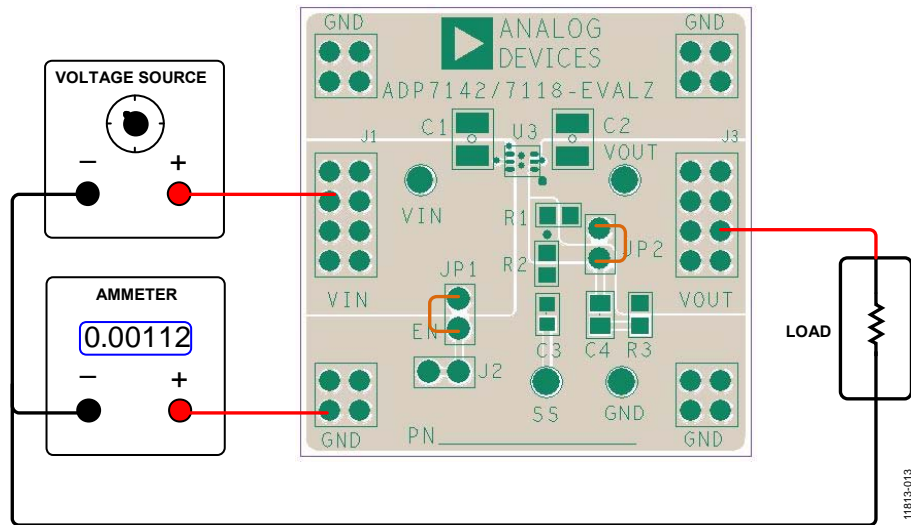 GND
ANALOG
DEVICES
GND
VOLTAGE SOURCE
ADP7142/7118-EVALZ
C1
U3
C2
J1
VOUT
J3
−
+
VIN
R1
JP2
R2
JP1
AMMETER
VIN
VOUT
0.00112
EN
LOAD
C3
C4
R3
−
+
J2
SS
GND
GND
PN
GND
11813-013